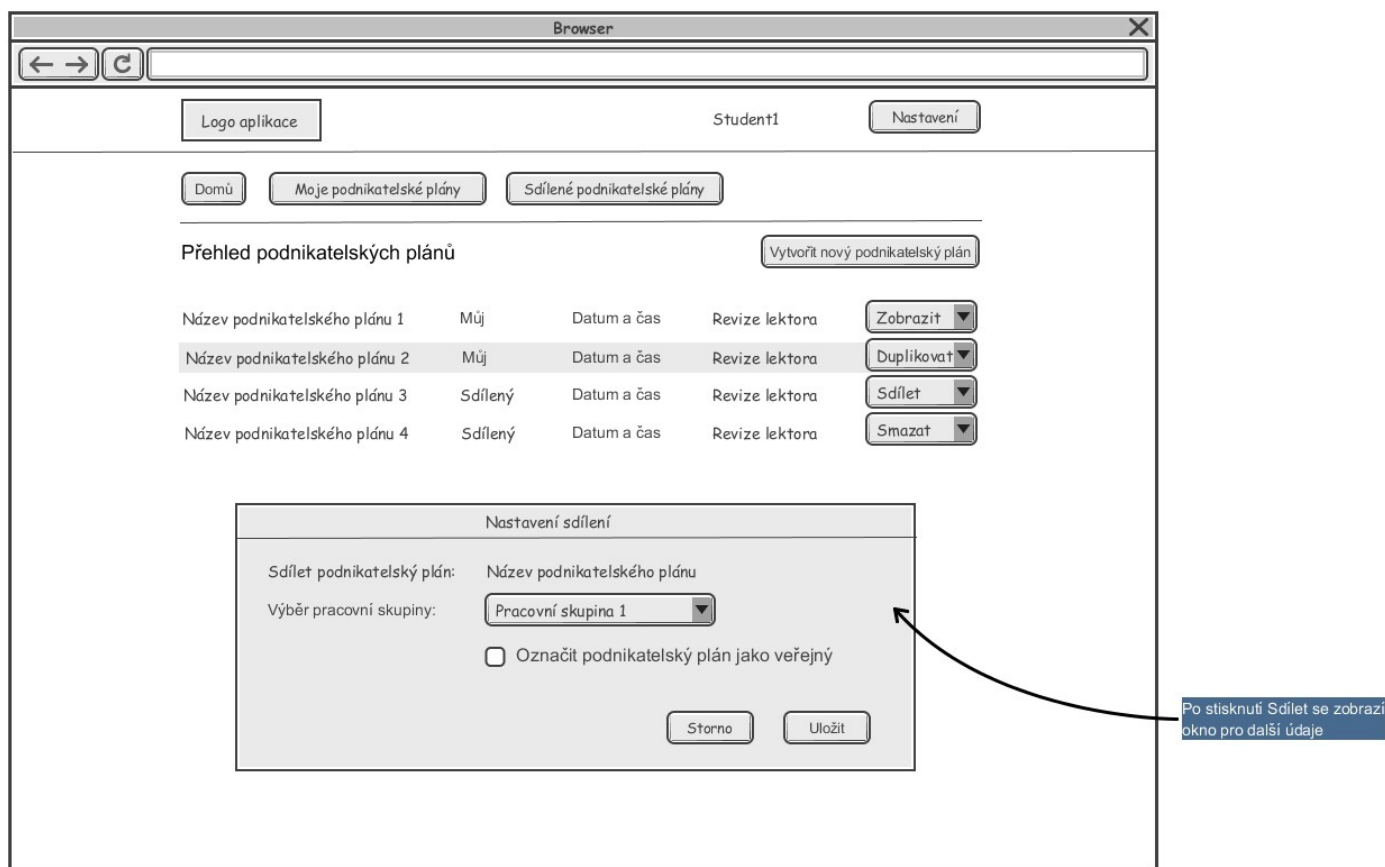 Browser
Logo aplikace
Student1
Nastavení
Domů
Moje podnikatelské plány
Sdílené podnikatelské plány
Přehled podnikatelských plánů
Vytvořit nový podnikatelský plán
Název podnikatelského plánu 1 Můj Datum a čas Revize lektora Zobrazit
Název podnikatelského plánu 2 Můj Datum a čas Revize lektora Duplikovat
Název podnikatelského plánu 3 Sdílený Datum a čas Revize lektora Sdílet
Název podnikatelského plánu 4 Sdílený Datum a čas Revize lektora Smazat
Nastavení sdílení
Sdílet podnikatelský plán: Název podnikatelského plánu
Výběr pracovní skupiny: Pracovní skupina 1
Označit podnikatelský plán jako veřejný
Storno
Uložit
Po stisknutí Sdílet se zobrazí
okno pro další údaje